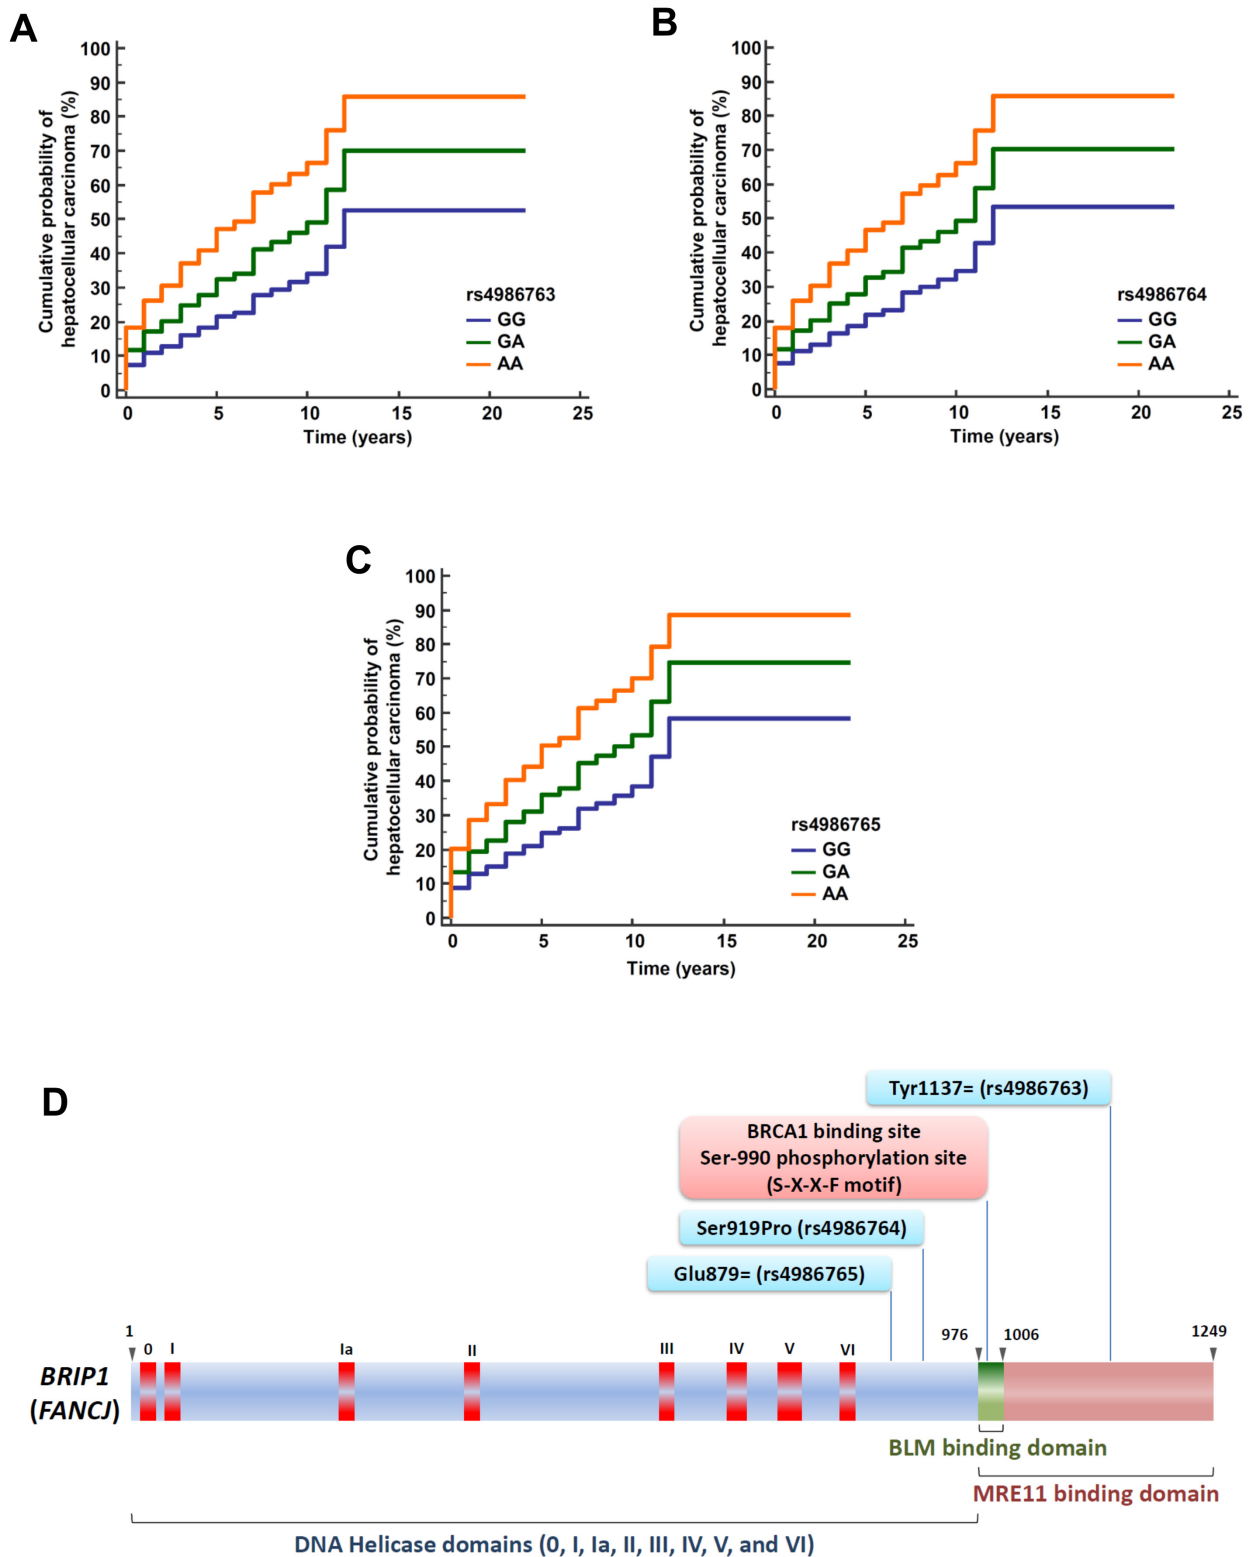 A
Cumulative probability of
hepatocellular carcinoma (%)
100
90
80
70
60
50
40
30
20
10
0
rs4986763
GG
GA
AA
0 5 10 15 20 25
Time (years)
B
Cumulative probability of
hepatocellular carcinoma (%)
100
90
80
70
60
50
40
30
20
10
0
rs4986764
GG
GA
AA
0 5 10 15 20 25
Time (years)
C
Cumulative probability of
hepatocellular carcinoma (%)
100
90
80
70
60
50
40
30
20
10
0
rs4986765
GG
GA
AA
0 5 10 15 20 25
Time (years)
D
Tyr1137= (rs4986763)
BRCA1 binding site
Ser-990 phosphorylation site
(S-X-X-F motif)
Ser919Pro (rs4986764)
Glu879= (rs4986765)
1 976 1006 1249
0 I Ia II III IV V VI
BRIP1
(FANCJ)
BLM binding domain
MRE11 binding domain
DNA Helicase domains (0, I, Ia, II, III, IV, V, and VI)